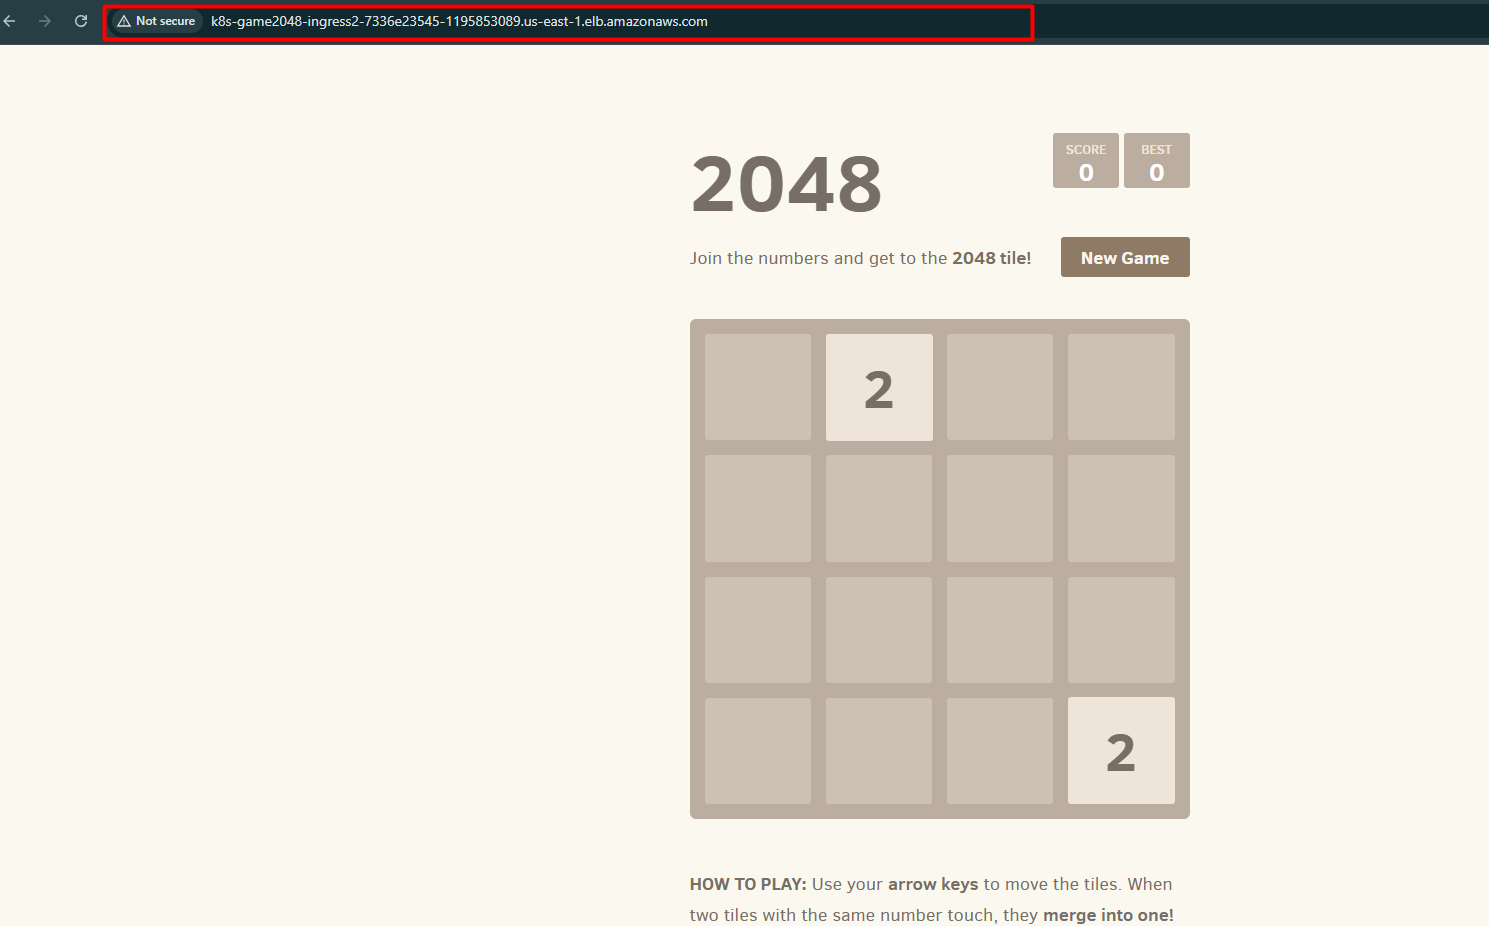 Not secure k8s-game2048-ingress2-7336e23545-1195853089.us-east-1.elb.amazonaws.com
2048
SCORE
0
BEST
0
Join the numbers and get to the 2048 tile!
New Game
2
2
HOW TO PLAY: Use your arrow keys to move the tiles. When
two tiles with the same number touch, they merge into one!